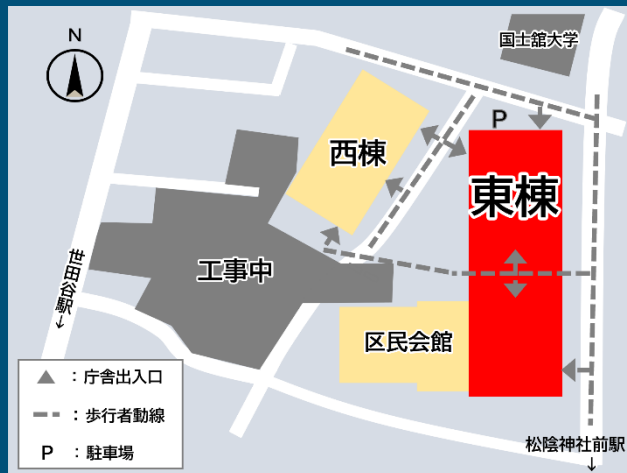 N
国士舘大学
P
西棟
東棟
工事中
世田谷駅↓
区民会館
▲：庁舎出入口
：歩行者動線
P：駐車場
松陰神社前駅
↓